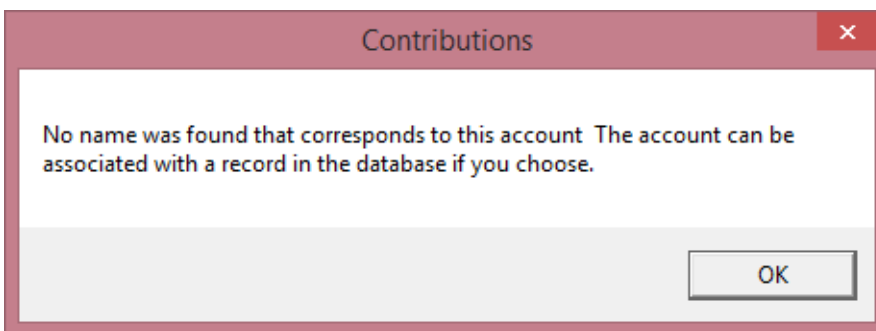 Contributions
No name was found that corresponds to this account  The account can be
associated with a record in the database if you choose.
OK